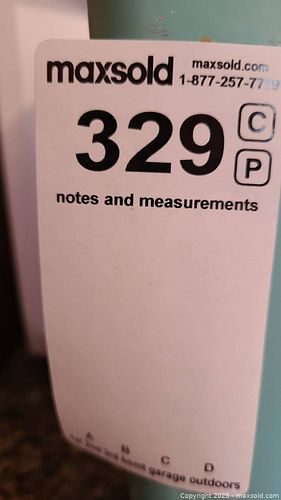 maxsold maxsold.com
1-877-257-77
329 C
P
notes and measurements
A B C D
1st 2nd 3rd bsmt garage outdoors
Copyright © 2025 - maxsold.com